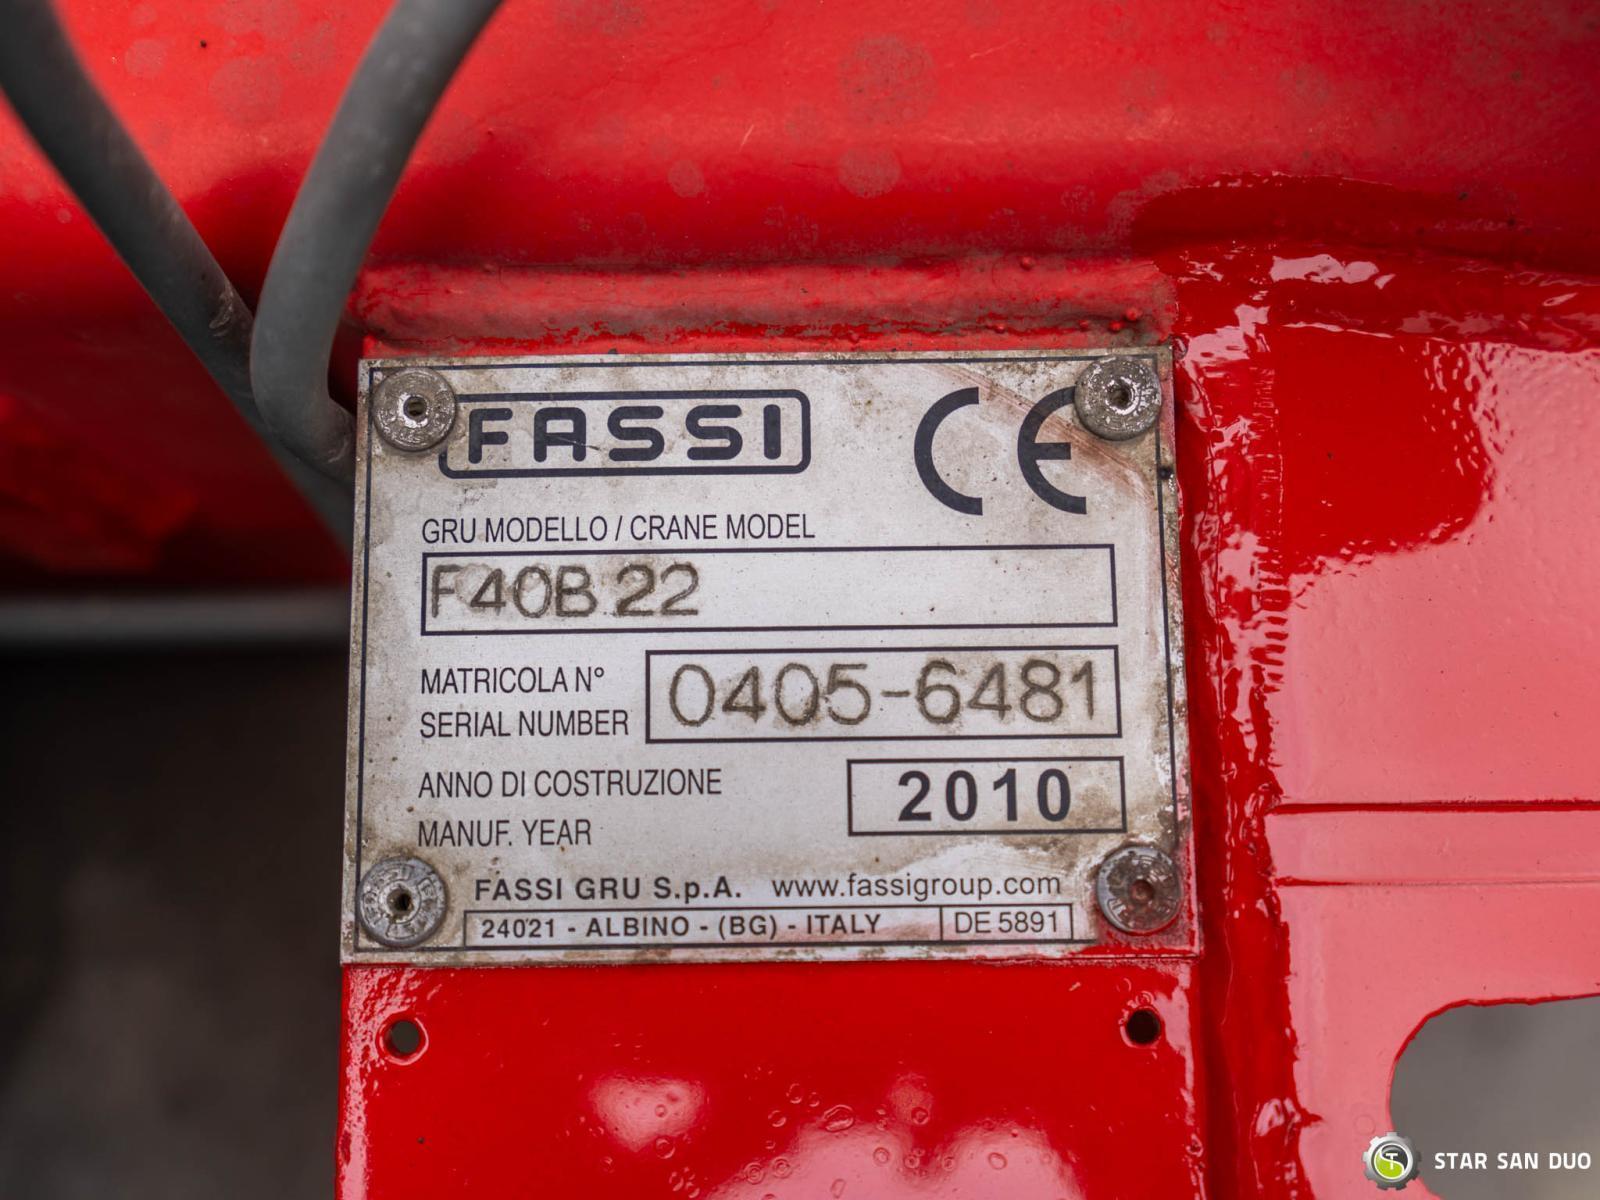 FASSI CE
GRU MODELLO / CRANE MODEL
F40B 22
MATRICOLA N°
SERIAL NUMBER
0405-6481
ANNO DI COSTRUZIONE
MANUF. YEAR
2010
FASSI GRU S.p.A. www.fassigroup.com
24021 - ALBINO - (BG) - ITALY DE 5891
STAR SAN DUO